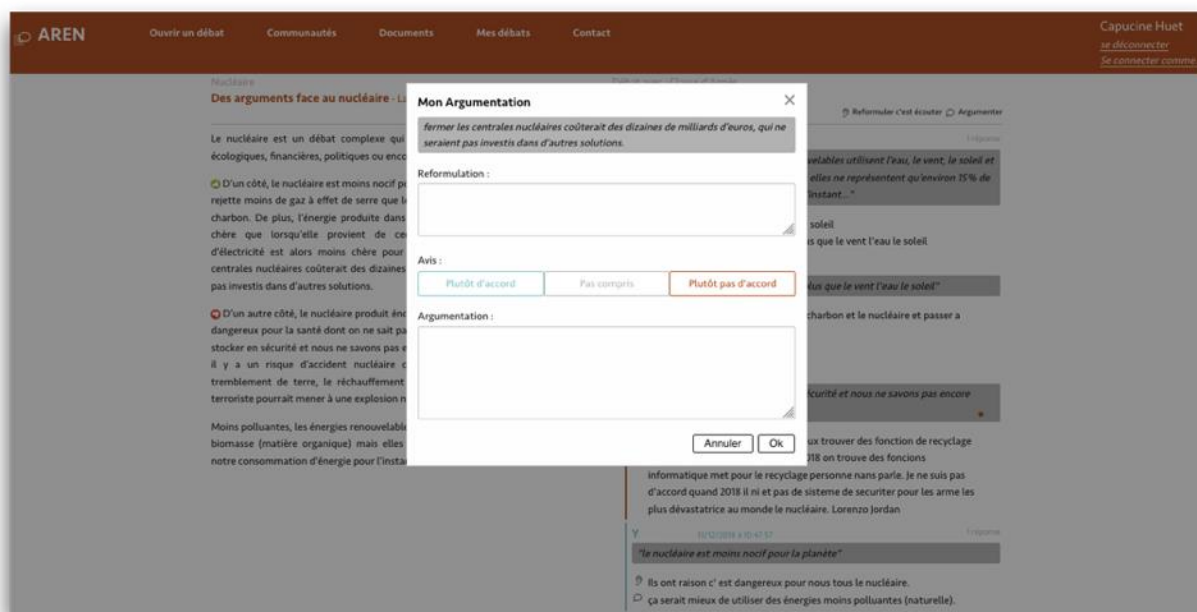 AREN
Ouvrir un débat
Communautés
Documents
Mes débats
Contact
Capucine Huet
se déconnecter
Se connecter comme
Nucléaire
Des arguments face au nucléaire
Le nucléaire est un débat complexe qui
écologiques, financières, politiques ou
D'un côté, le nucléaire est moins nocif
rejette moins de gaz à effet de serre que
charbon. De plus, l'énergie produite dans
chère que lorsqu'elle provient de
d'électricité est alors moins chère pour
centrales nucléaires coûterait des dizaines
pas investis dans d'autres solutions.
D'un autre côté, le nucléaire produit
dangereux pour la santé dont on ne sait
stocker en sécurité et nous ne savons pas
il y a un risque d'accident nucléaire
tremblement de terre, le réchauffement
terroriste pourrait mener à une explosion
Moins polluantes, les énergies
biomasse (matière organique) mais elles
notre consommation d'énergie pour
Mon Argumentation
fermer les centrales nucléaires coûterait des dizaines de milliards d'euros, qui ne
seraient pas investis dans d'autres solutions.
Reformulation :
Avis :
Plutôt d'accord
Pas compris
Plutôt pas d'accord
Argumentation :
Annuler
Ok
Reformuler c'est écouter
Argumenter
1 réponse
utilisent l'eau, le vent, le soleil et
elles ne représentent qu'environ 15% de
soleil
que le vent l'eau le soleil
que le vent l'eau le soleil"
charbon et le nucléaire et passer a
et nous ne savons pas encore
trouver des fonction de recyclage
on trouve des foncions
informatique met pour le recyclage personne nans parle. Je ne suis pas
d'accord quand 2018 il ni et pas de sisteme de securiter pour les arme les
plus dévastatrice au monde le nucléaire. Lorenzo Jordan
Y.
à 10:47:57
1 réponse
"le nucléaire est moins nocif pour la planète"
Ils ont raison c' est dangereux pour nous tous le nucléaire.
ça serait mieux de utiliser des énergies moins polluantes (naturelle).